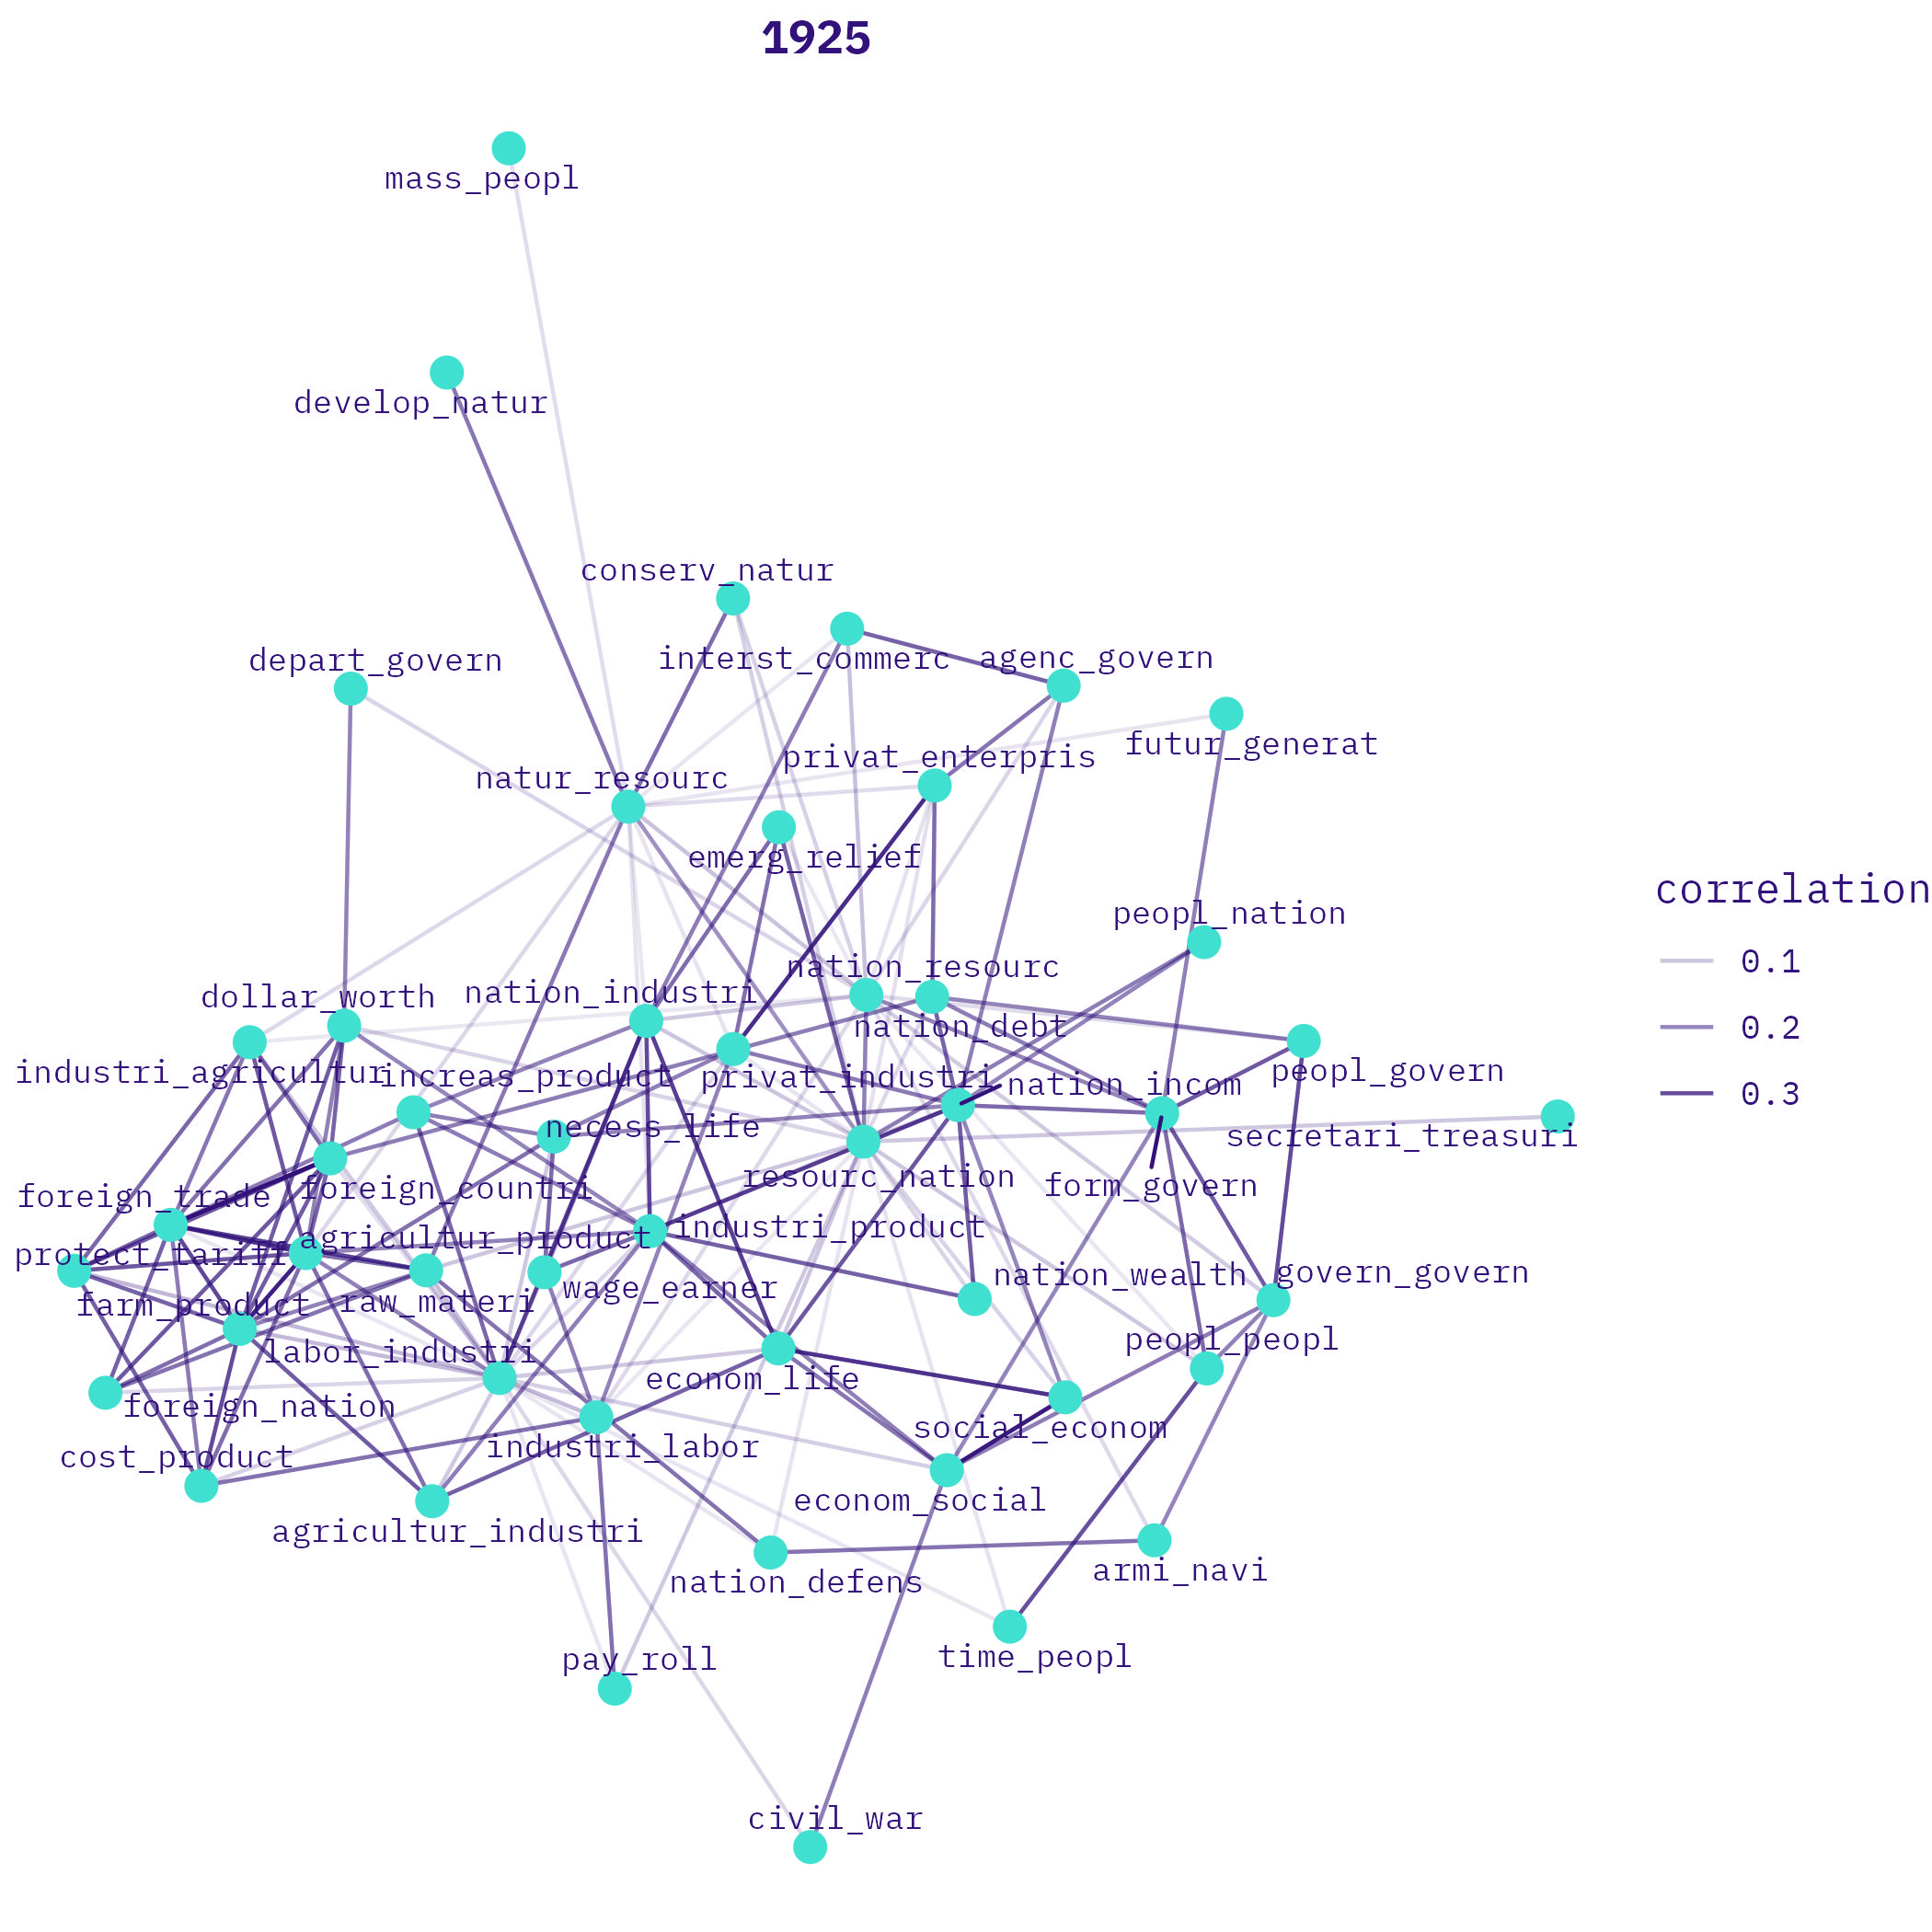 1925
mass_peopl
develop_natur
conserv_natur
interst_commerc
agenc_govern
depart_govern
futur_generat
privat_enterpris
natur_resourc
emerg_relief
correlation
peopl_nation
0.1
nation_resourc
dollar_worth
nation_industri
nation_debt
0.2
industri_agricultur
increas_product
privat_industri
nation_incom
peopl_govern
0.3
necess_life
secretari_treasuri
resourc_nation
form_govern
foreign_trade
foreign_countri
industri_product
agricultur_product
protect_tariff
nation_wealth
govern_govern
wage_earner
farm_product
raw_materi
peopl_peopl
labor_industri
econom_life
foreign_nation
social_econom
industri_labor
cost_product
econom_social
agricultur_industri
armi_navi
nation_defens
time_peopl
pay_roll
civil_war